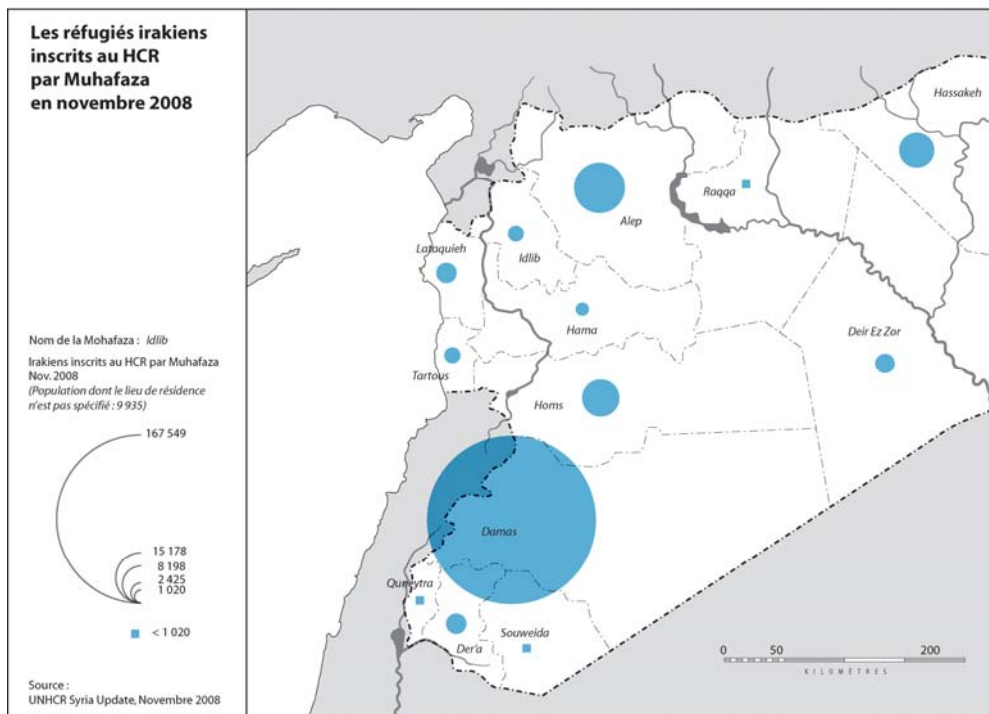 Les réfugiés irakiens
inscrits au HCR
par Muhafaza
en novembre 2008
Nom de la Mohafaza : Idlib
Irakiens inscrits au HCR par Muhafaza
Nov. 2008
(Population dont le lieu de résidence
n'est pas spécifié : 9 935)
167 549
15 178
8 198
2 425
1 020
< 1 020
Source :
UNHCR Syria Update, Novembre 2008
Hassakeh
Raqqa
Alep
Lataquieh
Idlib
Hama
Deir Ez Zor
Tartous
Homs
Damas
Quneytra
Der'a
Souweida
0 50 200
KILOMÈTRES